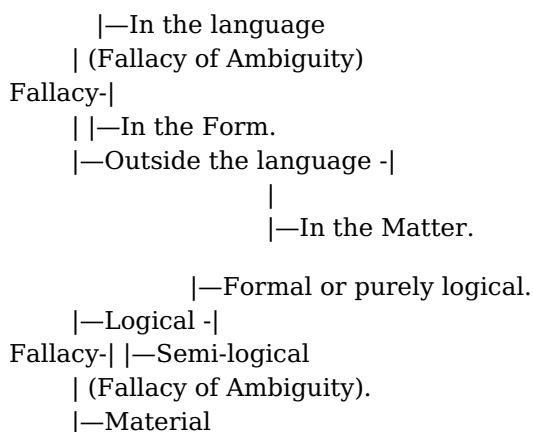 |—In the language
| (Fallacy of Ambiguity)
Fallacy-|
| |—In the Form.
|—Outside the language -|
|
|—In the Matter.
|—Formal or purely logical.
|—Logical -|
Fallacy-| |—Semi-logical
| (Fallacy of Ambiguity).
|—Material